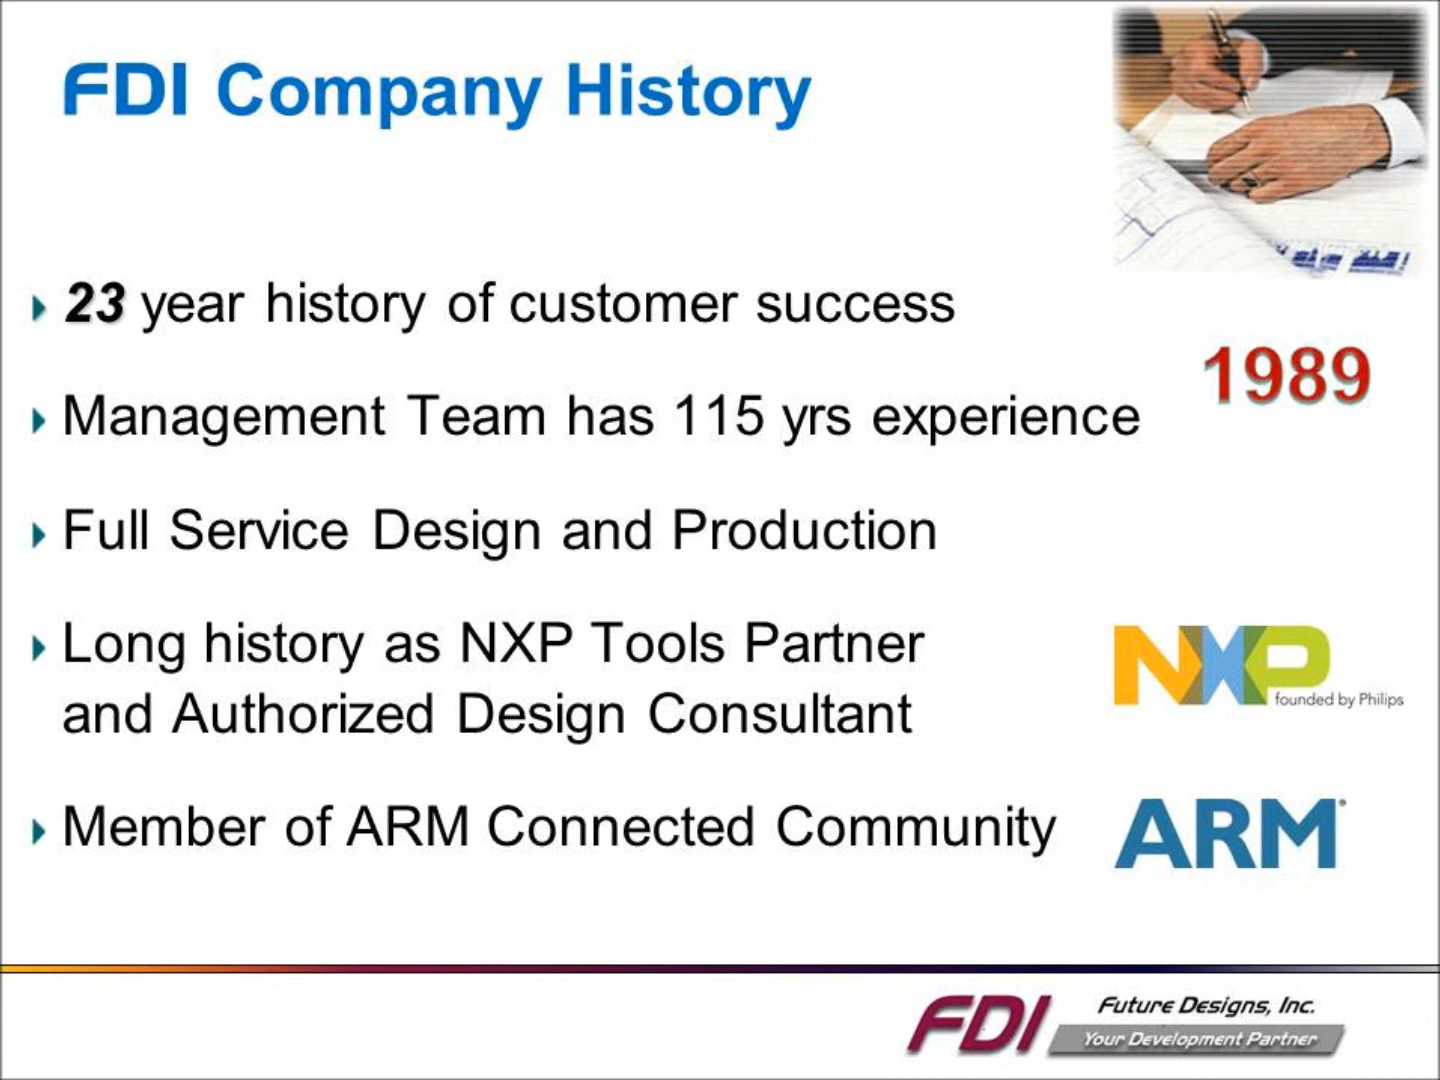 FDI Company History
23 year history of customer success
1989
Management Team has 115 yrs experience
Full Service Design and Production
Long history as NXP Tools Partner
and Authorized Design Consultant
NXP
founded by Philips
Member of ARM Connected Community
ARM®
FDI
Future Designs, Inc.
Your Development Partner